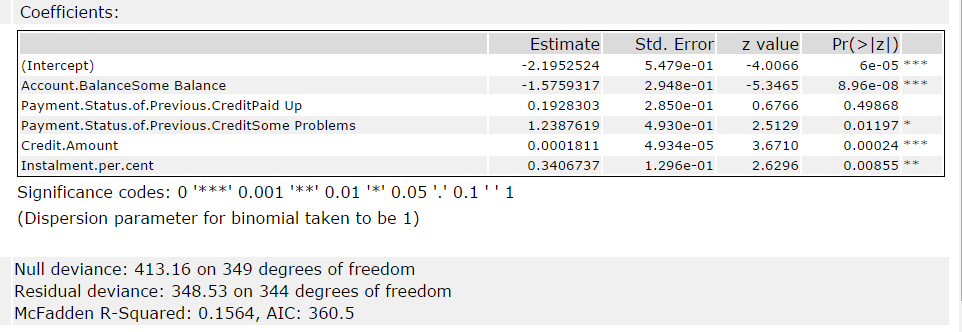 Coefficients:
Estimate Std. Error z value Pr(>|z|)
(Intercept) -2.1952524 5.479e-01 -4.0066 6e-05 ***
Account.BalanceSome Balance -1.5759317 2.948e-01 -5.3465 8.96e-08 ***
Payment.Status.of.Previous.CreditPaid Up 0.1928303 2.850e-01 0.6766 0.49868
Payment.Status.of.Previous.CreditSome Problems 1.2387619 4.930e-01 2.5129 0.01197 *
Credit.Amount 0.0001811 4.934e-05 3.6710 0.00024 ***
Instalment.per.cent 0.3406737 1.296e-01 2.6296 0.00855 **
Significance codes: 0 '***' 0.001 '**' 0.01 '*' 0.05 '.' 0.1 ' ' 1
(Dispersion parameter for binomial taken to be 1)
Null deviance: 413.16 on 349 degrees of freedom
Residual deviance: 348.53 on 344 degrees of freedom
McFadden R-Squared: 0.1564, AIC: 360.5